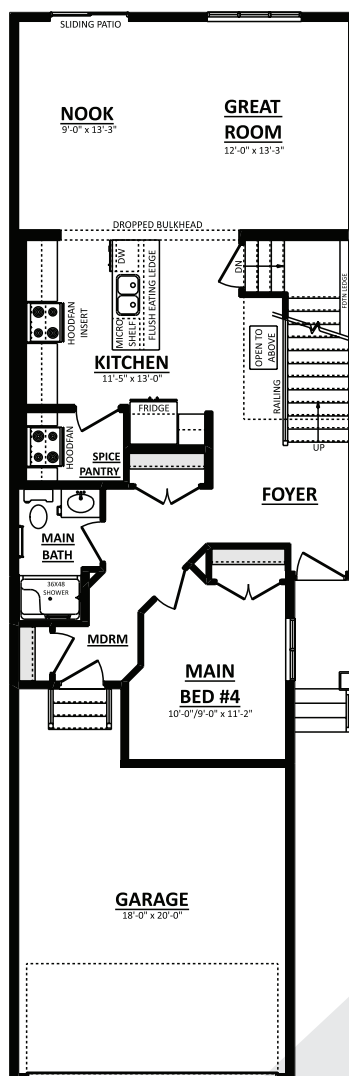 SLIDING PATIO
NOOK
9'-0" x 13'-3"
GREAT
ROOM
12'-0" x 13'-3"
DROPPED BULKHEAD
DW
MICRO
SHELF
FLUSH EATING LEDGE
DN
FDTN LEDGE
HOODFAN
INSERT
KITCHEN
11'-5" x 13'-0"
OPEN TO
ABOVE
RAILING
FRIDGE
UP
HOODFAN
SPICE
PANTRY
FOYER
MAIN
BATH
36X48
SHOWER
MDRM
MAIN
BED #4
10'-0"/9'-0" x 11'-2"
GARAGE
18'-0" x 20'-0"